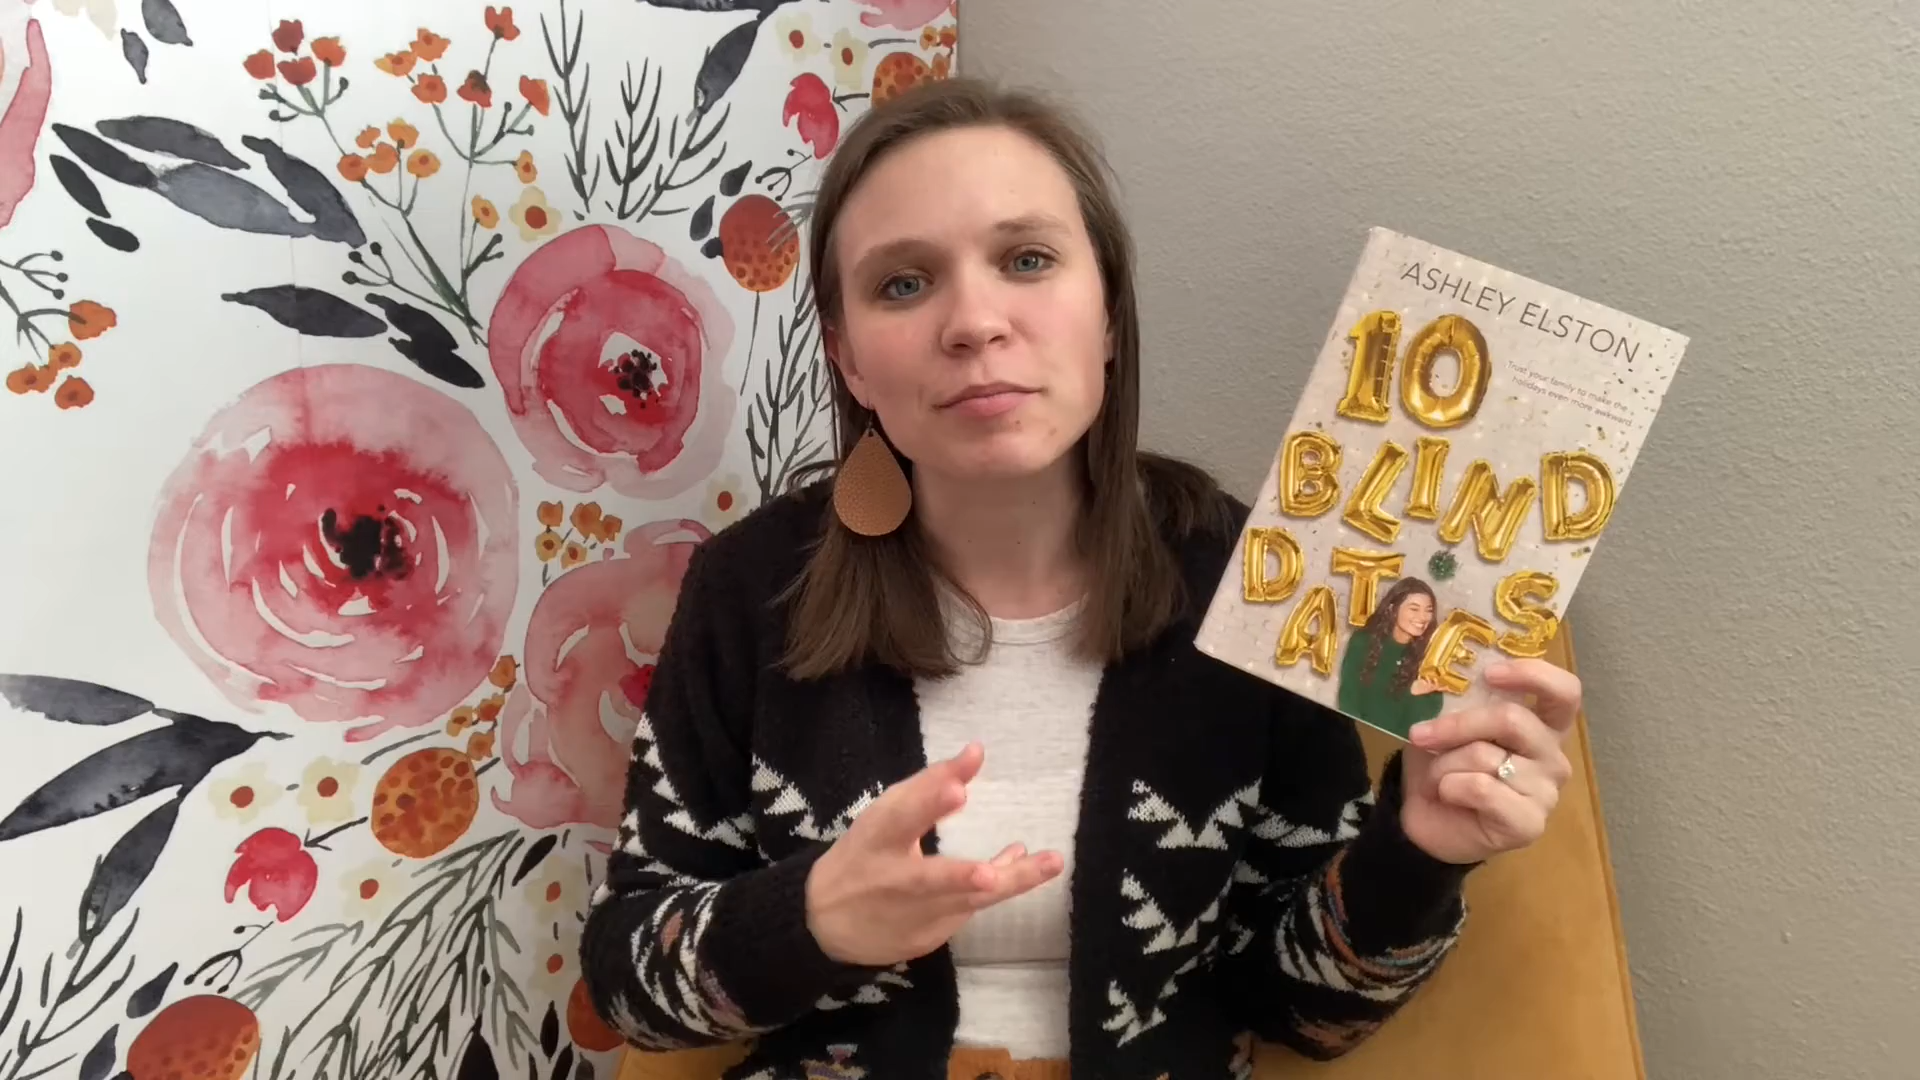 ASHLEY ELSTON
10
Trust your family to make the
holidays even more awkward
BLIND
DATES